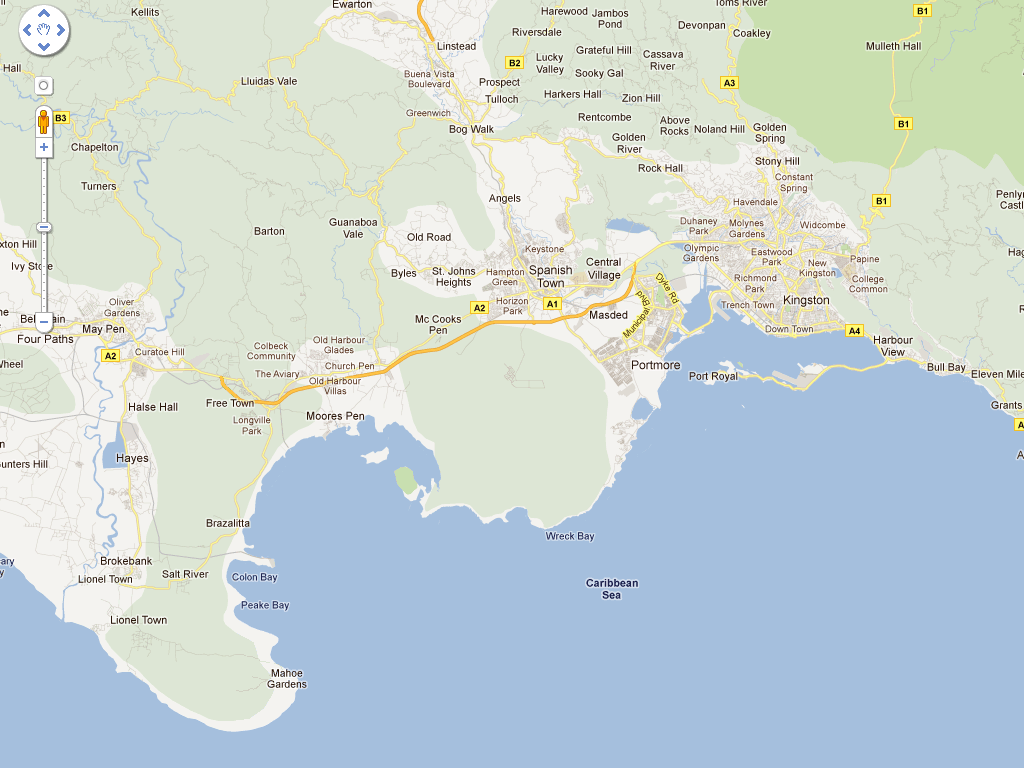 Ewarton
Harewood
Jambos
Pond
Toms River
B1
Kellits
Riversdale
Devonpan
Coakley
Linstead
Grateful Hill
Cassava
River
Mulleth Hall
B2
Lucky
Valley
Hall
Buena Vista
Boulevard
Sooky Gal
Lluidas Vale
Prospect
A3
Tulloch
Harkers Hall
Zion Hill
Greenwich
B3
Rentcombe
Above
Rocks
Noland Hill
Golden
Spring
B1
Bog Walk
Golden
River
Chapelton
Stony Hill
Rock Hall
Constant
Spring
Turners
Angels
Havendale
B1
Guanaboa
Vale
Duhaney
Park
Molynes
Gardens
Widcombe
Barton
Old Road
Keystone
Olympic
Gardens
Eastwood
Park
Papine
Byles
St. Johns
Heights
Hampton
Green
Spanish
Town
Central
Village
New
Kingston
College
Common
Richmond
Park
Dyke Rd
Municipal Blvd
Oliver
Gardens
Horizon
Park
A2
A1
Trench Town
Kingston
May Pen
Mc Cooks
Pen
Masded
Down Town
A4
Four Paths
Harbour
View
A2
Curatoe Hill
Colbeck
Community
Old Harbour
Glades
Church Pen
Portmore
Bull Bay
The Aviary
Port Royal
Eleven Mile
Old Harbour
Villas
Halse Hall
Free Town
Moores Pen
Grants
Longville
Park
Hayes
Brazalitta
Wreck Bay
Brokebank
Lionel Town
Salt River
Colon Bay
Caribbean
Sea
Peake Bay
Lionel Town
Mahoe
Gardens